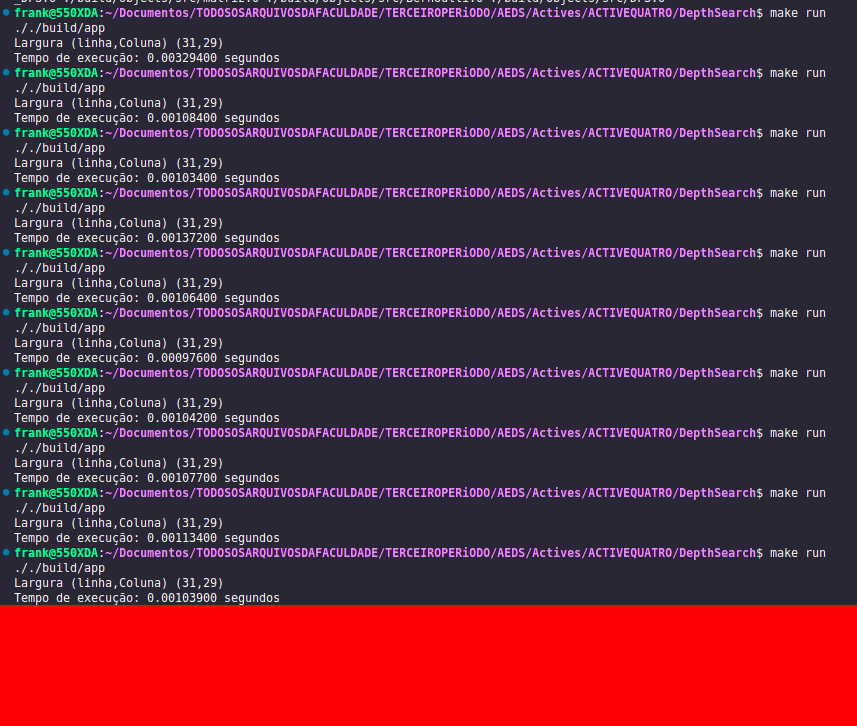 frank@550XDA:~/Documentos/TODOSOSARQUIVOSDAFACULDADE/TERCEIROPERiODO/AEDS/Actives/ACTIVEQUATRO/DepthSearch$ make run
././build/app
Largura (linha,Coluna) (31,29)
Tempo de execução: 0.00329400 segundos
frank@550XDA:~/Documentos/TODOSOSARQUIVOSDAFACULDADE/TERCEIROPERiODO/AEDS/Actives/ACTIVEQUATRO/DepthSearch$ make run
././build/app
Largura (linha,Coluna) (31,29)
Tempo de execução: 0.00108400 segundos
frank@550XDA:~/Documentos/TODOSOSARQUIVOSDAFACULDADE/TERCEIROPERiODO/AEDS/Actives/ACTIVEQUATRO/DepthSearch$ make run
././build/app
Largura (linha,Coluna) (31,29)
Tempo de execução: 0.00103400 segundos
frank@550XDA:~/Documentos/TODOSOSARQUIVOSDAFACULDADE/TERCEIROPERiODO/AEDS/Actives/ACTIVEQUATRO/DepthSearch$ make run
././build/app
Largura (linha,Coluna) (31,29)
Tempo de execução: 0.00137200 segundos
frank@550XDA:~/Documentos/TODOSOSARQUIVOSDAFACULDADE/TERCEIROPERiODO/AEDS/Actives/ACTIVEQUATRO/DepthSearch$ make run
././build/app
Largura (linha,Coluna) (31,29)
Tempo de execução: 0.00106400 segundos
frank@550XDA:~/Documentos/TODOSOSARQUIVOSDAFACULDADE/TERCEIROPERiODO/AEDS/Actives/ACTIVEQUATRO/DepthSearch$ make run
././build/app
Largura (linha,Coluna) (31,29)
Tempo de execução: 0.00097600 segundos
frank@550XDA:~/Documentos/TODOSOSARQUIVOSDAFACULDADE/TERCEIROPERiODO/AEDS/Actives/ACTIVEQUATRO/DepthSearch$ make run
././build/app
Largura (linha,Coluna) (31,29)
Tempo de execução: 0.00104200 segundos
frank@550XDA:~/Documentos/TODOSOSARQUIVOSDAFACULDADE/TERCEIROPERiODO/AEDS/Actives/ACTIVEQUATRO/DepthSearch$ make run
././build/app
Largura (linha,Coluna) (31,29)
Tempo de execução: 0.00107700 segundos
frank@550XDA:~/Documentos/TODOSOSARQUIVOSDAFACULDADE/TERCEIROPERiODO/AEDS/Actives/ACTIVEQUATRO/DepthSearch$ make run
././build/app
Largura (linha,Coluna) (31,29)
Tempo de execução: 0.00113400 segundos
frank@550XDA:~/Documentos/TODOSOSARQUIVOSDAFACULDADE/TERCEIROPERiODO/AEDS/Actives/ACTIVEQUATRO/DepthSearch$ make run
././build/app
Largura (linha,Coluna) (31,29)
Tempo de execução: 0.00103900 segundos